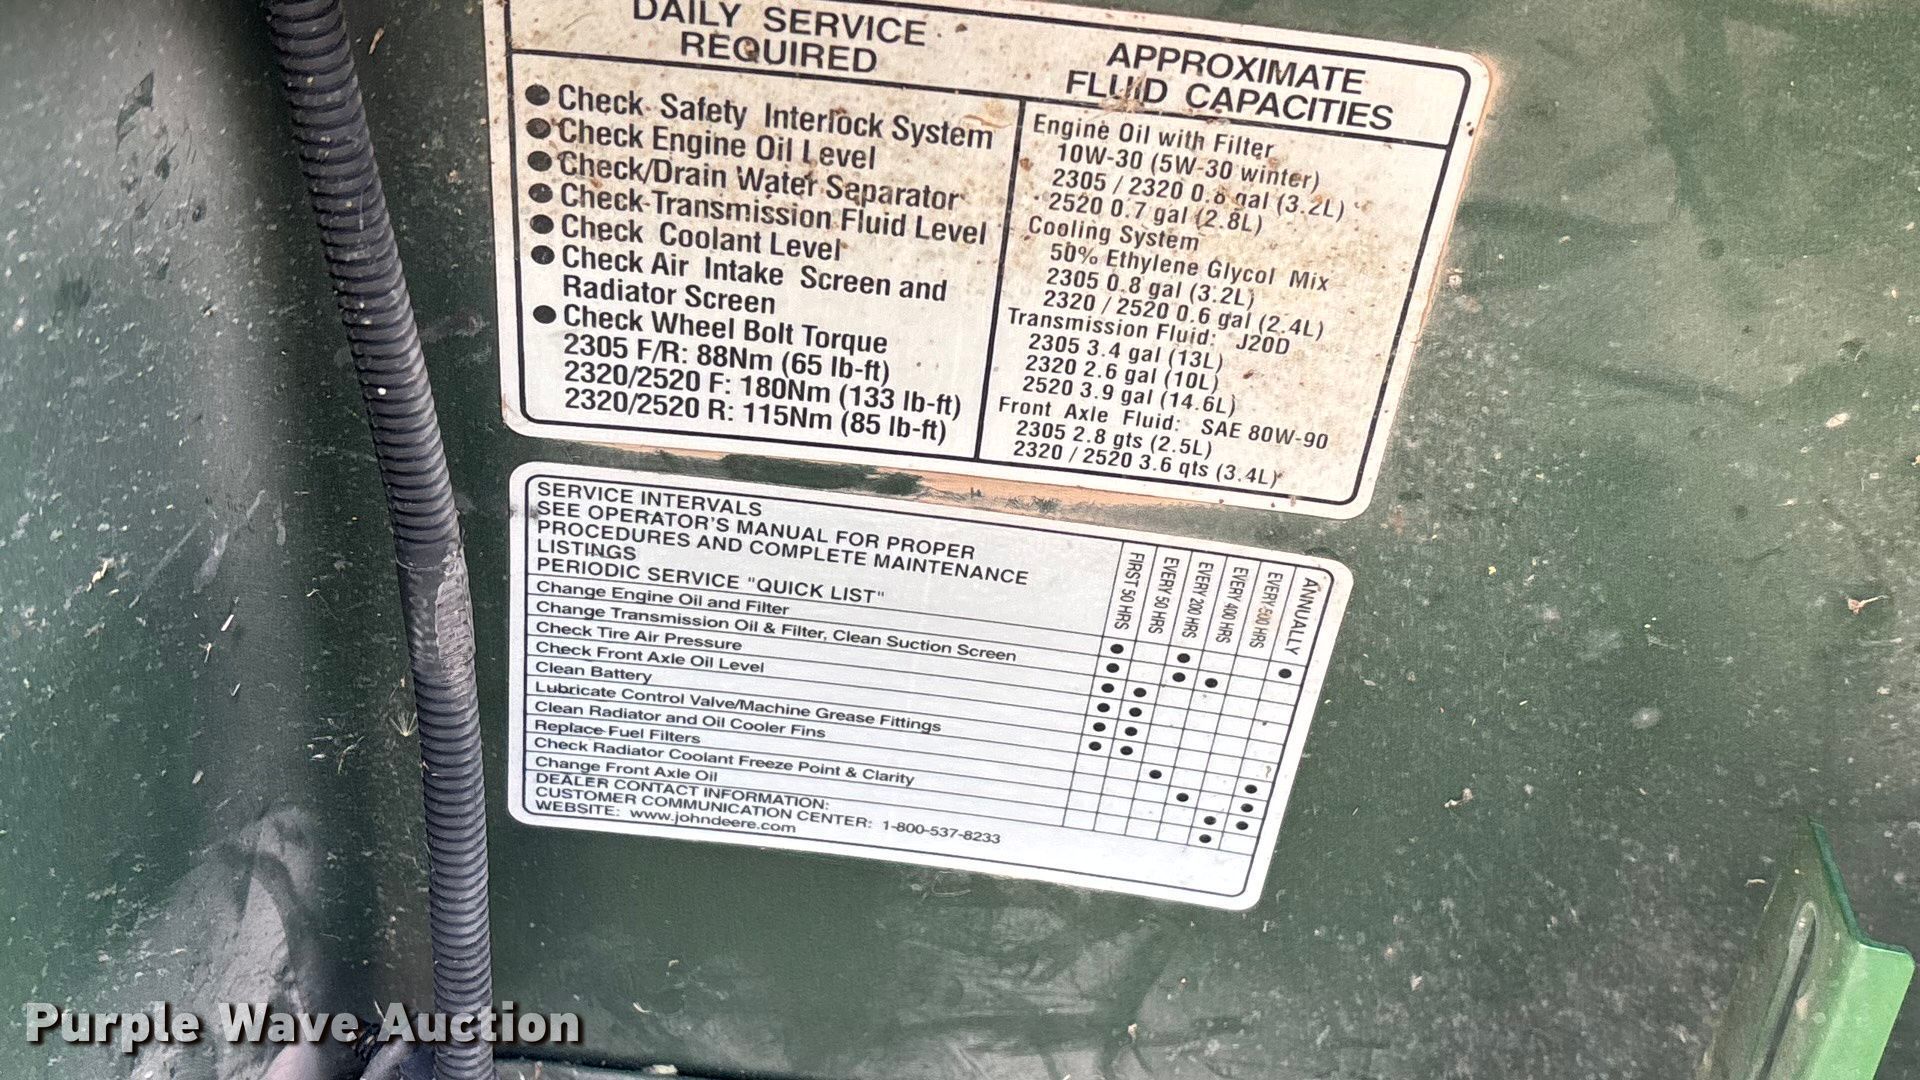 DAILY SERVICE
REQUIRED
● Check Safety Interlock System
● Check Engine Oil Level
● Check/Drain Water Separator
● Check Transmission Fluid Level
● Check Coolant Level
● Check Air Intake Screen and
Radiator Screen
● Check Wheel Bolt Torque
2305 F/R: 88Nm (65 lb-ft)
2320/2520 F: 180Nm (133 lb-ft)
2320/2520 R: 115Nm (85 lb-ft)
APPROXIMATE
FLUID CAPACITIES
Engine Oil with Filter
10W-30 (5W-30 winter)
2305 / 2320 0.8 gal (3.2L)
2520 0.7 gal (2.8L)
Cooling System
50% Ethylene Glycol Mix
2305 0.8 gal (3.2L)
2320 / 2520 0.6 gal (2.4L)
Transmission Fluid: J20D
2305 3.4 gal (13L)
2320 2.6 gal (10L)
2520 3.9 gal (14.6L)
Front Axle Fluid: SAE 80W-90
2305 2.8 gts (2.5L)
2320 / 2520 3.6 qts (3.4L)
SERVICE INTERVALS
SEE OPERATOR'S MANUAL FOR PROPER
PROCEDURES AND COMPLETE MAINTENANCE
LISTINGS
PERIODIC SERVICE "QUICK LIST"
FIRST 50 HRS
EVERY 50 HRS
EVERY 200 HRS
EVERY 400 HRS
EVERY 500 HRS
ANNUALLY
Change Engine Oil and Filter
Change Transmission Oil & Filter, Clean Suction Screen
Check Tire Air Pressure
Check Front Axle Oil Level
Clean Battery
Lubricate Control Valve/Machine Grease Fittings
Clean Radiator and Oil Cooler Fins
Replace Fuel Filters
Check Radiator Coolant Freeze Point & Clarity
Change Front Axle Oil
DEALER CONTACT INFORMATION:
CUSTOMER COMMUNICATION CENTER: 1-800-537-8233
WEBSITE: www.johndeere.com
Purple Wave Auction